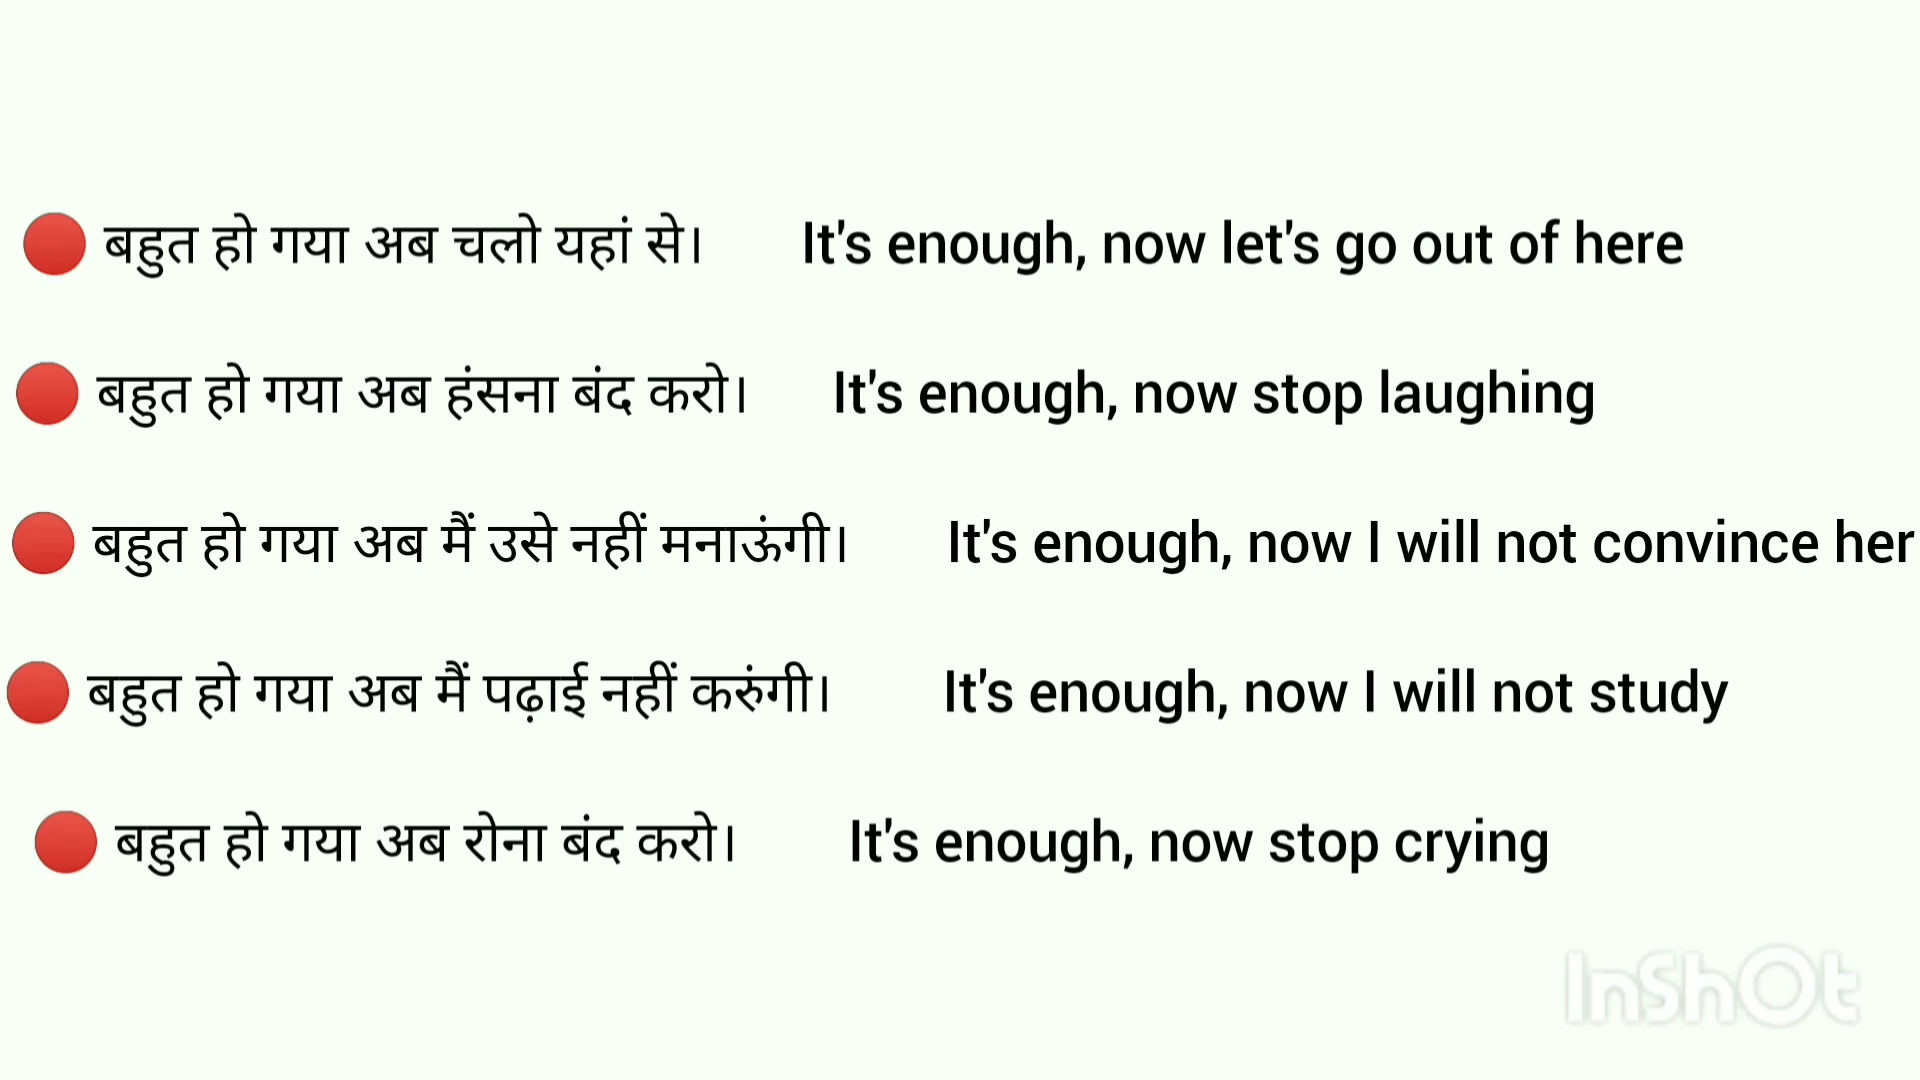 बहुत हो गया अब चलो यहां से। It's enough, now let's go out of here
बहुत हो गया अब हंसना बंद करो। It's enough, now stop laughing
बहुत हो गया अब मैं उसे नहीं मनाऊंगी। It's enough, now I will not convince her
बहुत हो गया अब मैं पढ़ाई नहीं करुंगी। It's enough, now I will not study
बहुत हो गया अब रोना बंद करो। It's enough, now stop crying
InShOt